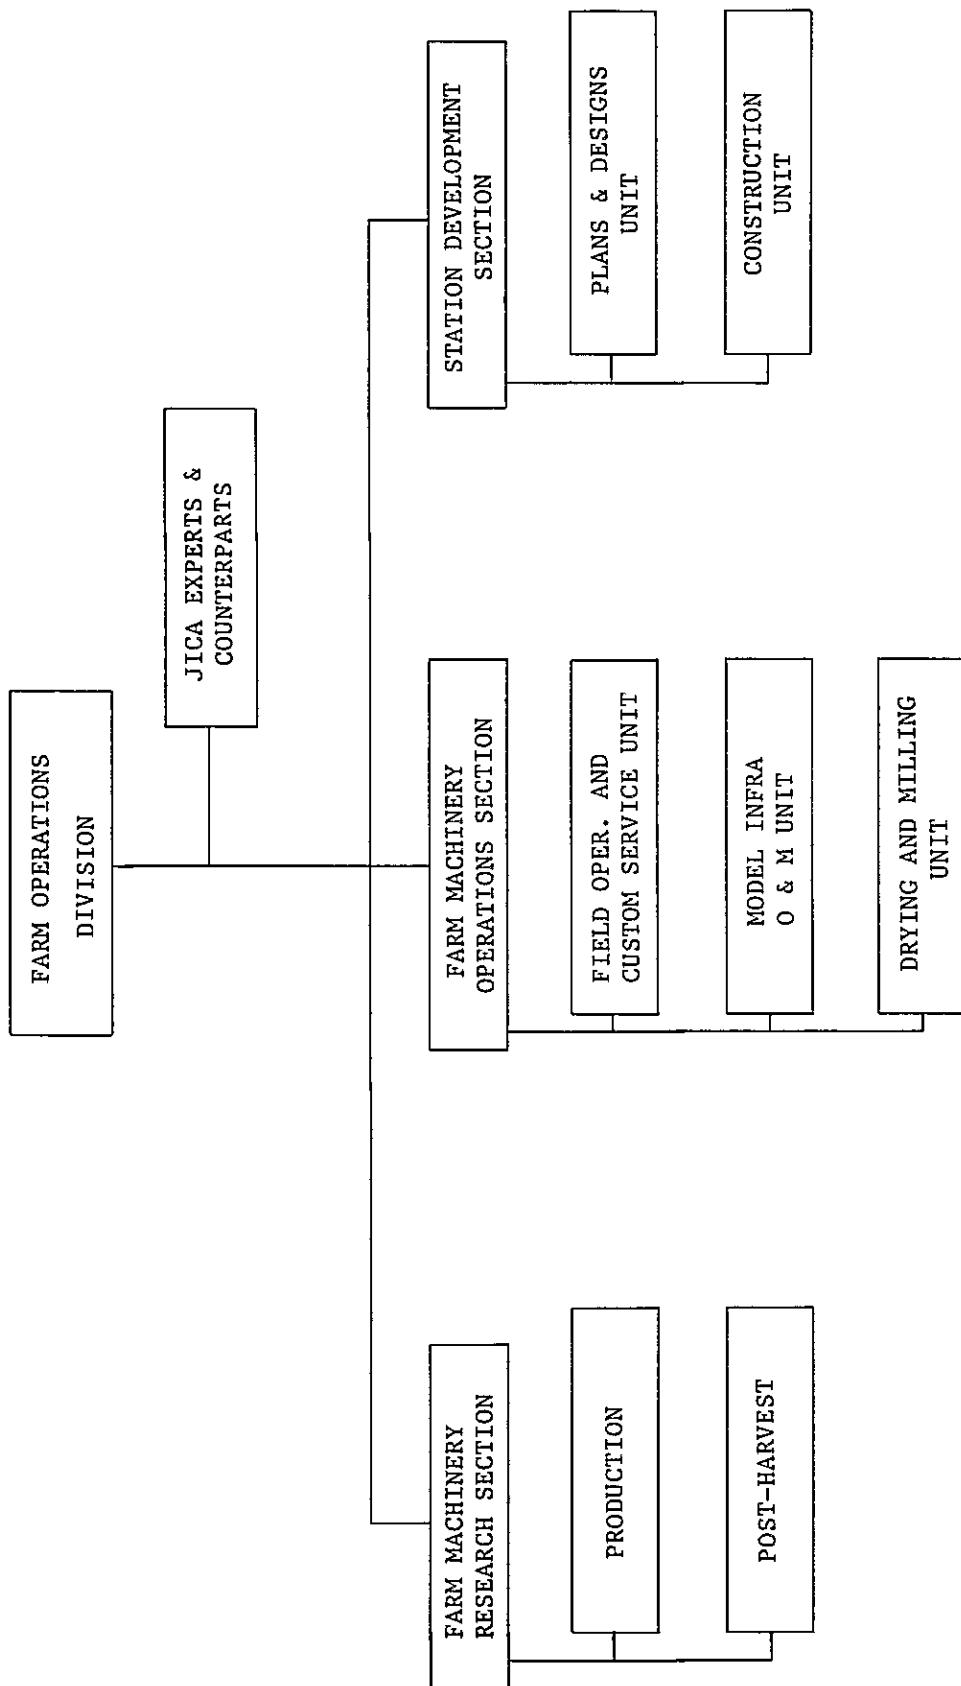 FARM OPERATIONS
DIVISION
JICA EXPERTS &
COUNTERPARTS
FARM MACHINERY
RESEARCH SECTION
PRODUCTION
POST-HARVEST
FARM MACHINERY
OPERATIONS SECTION
FIELD OPER. AND
CUSTOM SERVICE UNIT
MODEL INFRA
O & M UNIT
DRYING AND MILLING
UNIT
STATION DEVELOPMENT
SECTION
PLANS & DESIGNS
UNIT
CONSTRUCTION
UNIT